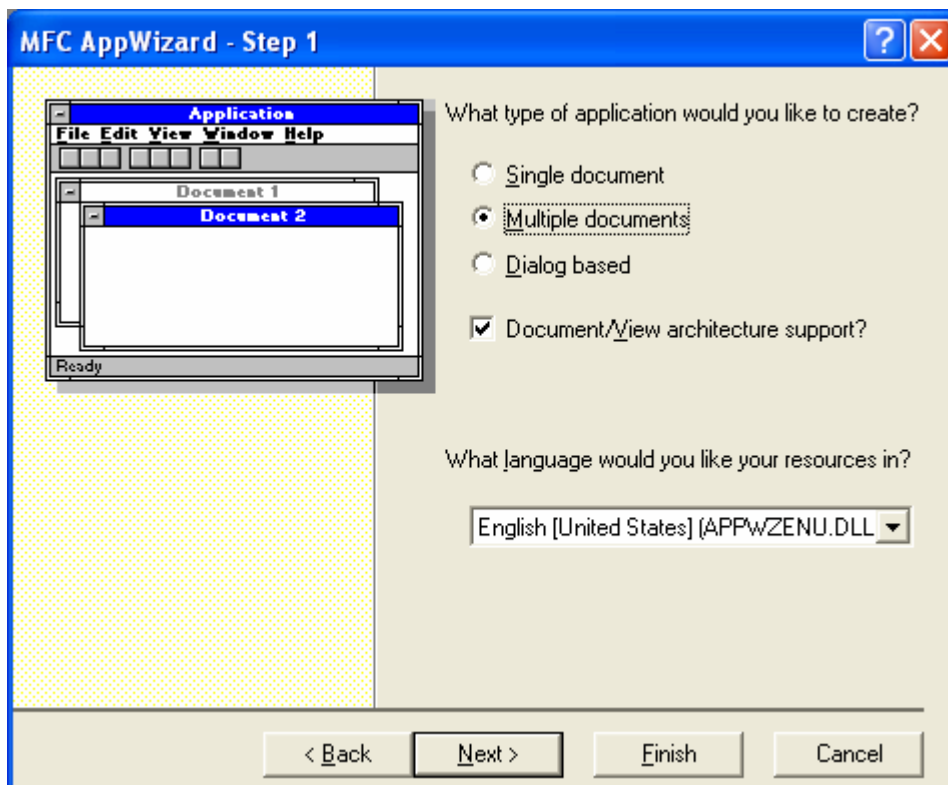 MFC AppWizard - Step 1
Application
File Edit View Window Help
Document 1
Document 2
Ready
What type of application would you like to create?
Single document
Multiple documents
Dialog based
Document/View architecture support?
What language would you like your resources in?
English [United States] (APPWZENU.DLL
< Back
Next >
Finish
Cancel